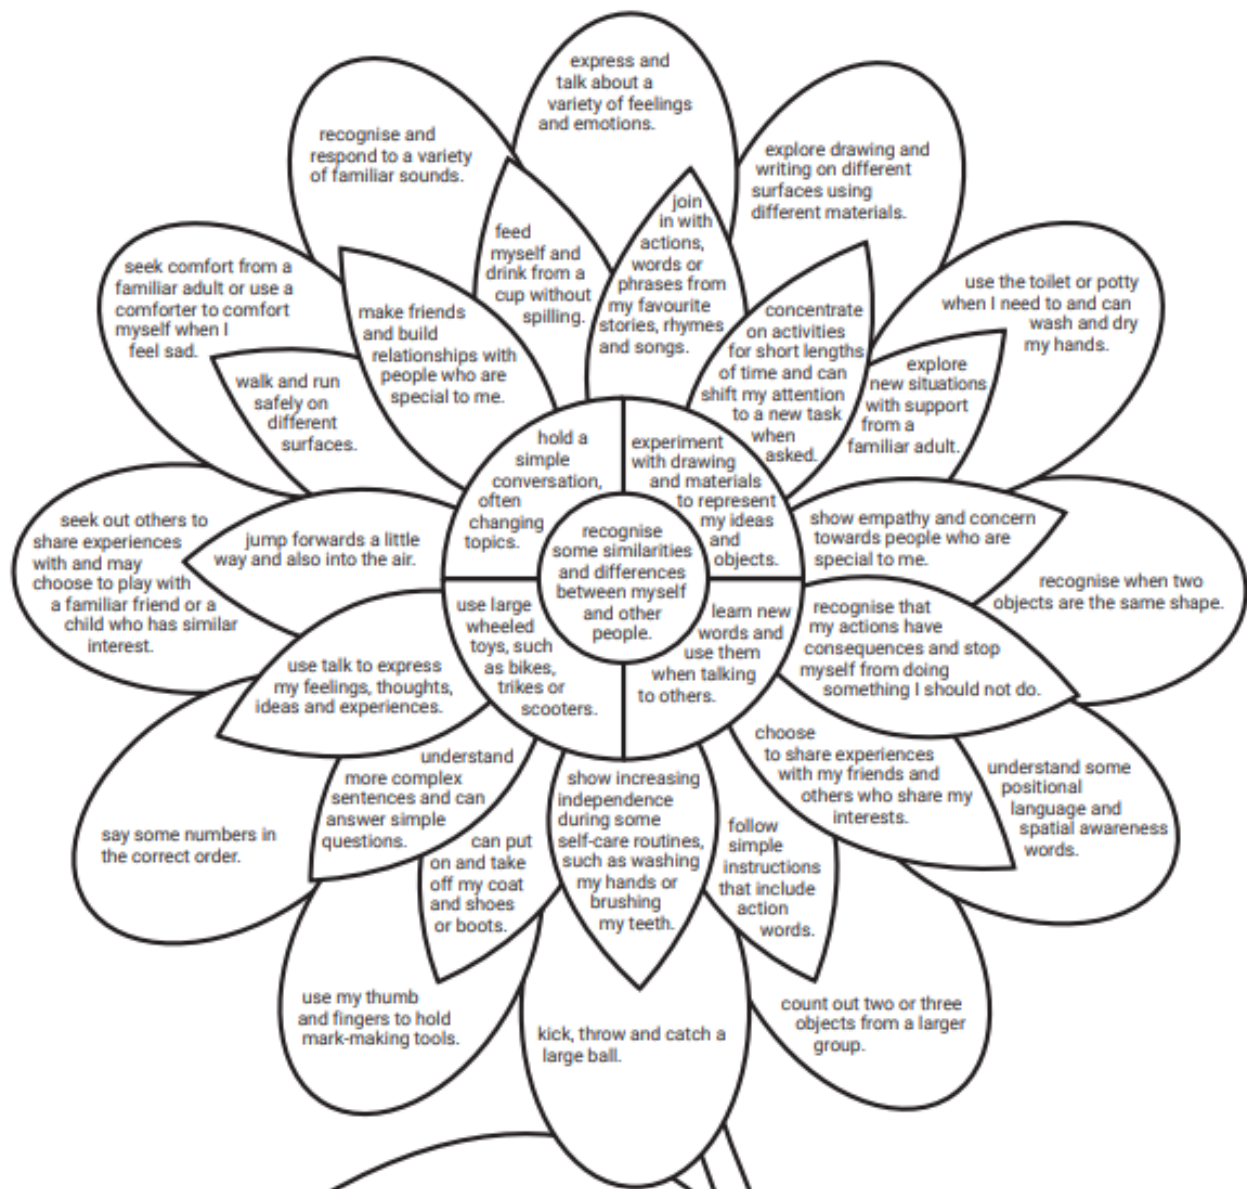 express and
talk about a
variety of feelings
and emotions.
recognise and
respond to a variety
of familiar sounds.
explore drawing and
writing on different
surfaces using
different materials.
seek comfort from a
familiar adult or use a
comforter to comfort
myself when I
feel sad.
feed
myself and
drink from a
cup without
spilling.
join
in with
actions,
words or
phrases from
my favourite
stories, rhymes
and songs.
use the toilet or potty
when I need to and can
wash and dry
my hands.
make friends
and build
relationships with
people who are
special to me.
concentrate
on activities
for short lengths
of time and can
shift my attention
to a new task
when
asked.
explore
new situations
with support
from a
familiar adult.
walk and run
safely on
different
surfaces.
hold a
simple
conversation,
often
changing
topics.
experiment
with drawing
and materials
to represent
my ideas
and
objects.
seek out others to
share experiences
with and may
choose to play with
a familiar friend or a
child who has similar
interest.
jump forwards a little
way and also into the air.
recognise
some similarities
and differences
between myself
and other
people.
show empathy and concern
towards people who are
special to me.
recognise when two
objects are the same shape.
use large
wheeled
toys, such
as bikes,
trikes or
scooters.
learn new
words and
use them
when talking
to others.
recognise that
my actions have
consequences and stop
myself from doing
something I should not do.
use talk to express
my feelings, thoughts,
ideas and experiences.
understand
more complex
sentences and can
answer simple
questions.
show increasing
independence
during some
self-care routines,
such as washing
my hands or
brushing
my teeth.
choose
to share experiences
with my friends and
others who share my
interests.
understand some
positional
language and
spatial awareness
words.
say some numbers in
the correct order.
can put
on and take
off my coat
and shoes
or boots.
follow
simple
instructions
that include
action
words.
use my thumb
and fingers to hold
mark-making tools.
kick, throw and catch a
large ball.
count out two or three
objects from a larger
group.